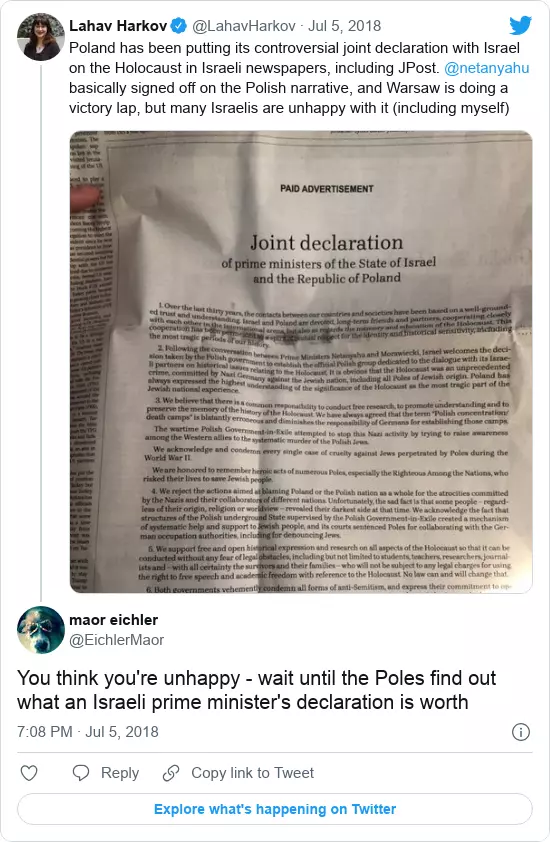 Lahav Harkov @LahavHarkov · Jul 5, 2018
Poland has been putting its controversial joint declaration with Israel
on the Holocaust in Israeli newspapers, including JPost. @netanyahu
basically signed off on the Polish narrative, and Warsaw is doing a
victory lap, but many Israelis are unhappy with it (including myself)
PAID ADVERTISEMENT
Joint declaration
of prime ministers of the State of Israel
and the Republic of Poland
1. Over the last thirty years, the contacts between our countries and societies have been based on a well-ground-
ed trust and understanding. Israel and Poland are devoted, long-term friends and partners, cooperating closely
with each other in the international arena, but also as regards the memory and education of the Holocaust. This
cooperation has been permeated by a spirit of mutual respect for the identity and historical sensitivity, including
the most tragic periods of our history.
2. Following the conversation between Prime Ministers Netanjahu and Morawiecki, Israel welcomes the deci-
sion taken by the Polish government to establish the official Polish group dedicated to the dialogue with its Israe-
li partners on historical issues relating to the Holocaust. It is obvious that the Holocaust was an unprecedented
crime, committed by Nazi Germany against the Jewish nation, including all Poles of Jewish origin. Poland has
always expressed the highest understanding of the significance of the Holocaust as the most tragic part of the
Jewish national experience.
3. We believe that there is a common responsibility to conduct free research, to promote understanding and to
preserve the memory of the history of the Holocaust. We have always agreed that the term "Polish concentration/
death camps" is blatantly erroneous and diminishes the responsibility of Germans for establishing those camps.
The wartime Polish Government-in-Exile attempted to stop this Nazi activity by trying to raise awareness
among the Western allies to the systematic murder of the Polish Jews.
We acknowledge and condemn every single case of cruelty against Jews perpetrated by Poles during the
World War II.
We are honored to remember heroic acts of numerous Poles, especially the Righteous Among the Nations, who
risked their lives to save Jewish people.
4. We reject the actions aimed at blaming Poland or the Polish nation as a whole for the atrocities committed
by the Nazis and their collaborators of different nations. Unfortunately, the sad fact is that some people – regard-
less of their origin, religion or worldview – revealed their darkest side at that time. We acknowledge the fact that
structures of the Polish underground State supervised by the Polish Government-in-Exile created a mechanism
of systematic help and support to Jewish people, and its courts sentenced Poles for collaborating with the Ger-
man occupation authorities, including for denouncing Jews.
5. We support free and open historical expression and research on all aspects of the Holocaust so that it can be
conducted without any fear of legal obstacles, including but not limited to students, teachers, researchers, journal-
ists and – with all certainty the survivors and their families – who will not be subject to any legal charges for using
the right to free speech and academic freedom with reference to the Holocaust. No law can and will change that.
6. Both governments vehemently condemn all forms of anti-Semitism, and express their commitment to op-
maor eichler
@EichlerMaor
You think you're unhappy - wait until the Poles find out
what an Israeli prime minister's declaration is worth
7:08 PM · Jul 5, 2018
Reply
Copy link to Tweet
Explore what's happening on Twitter